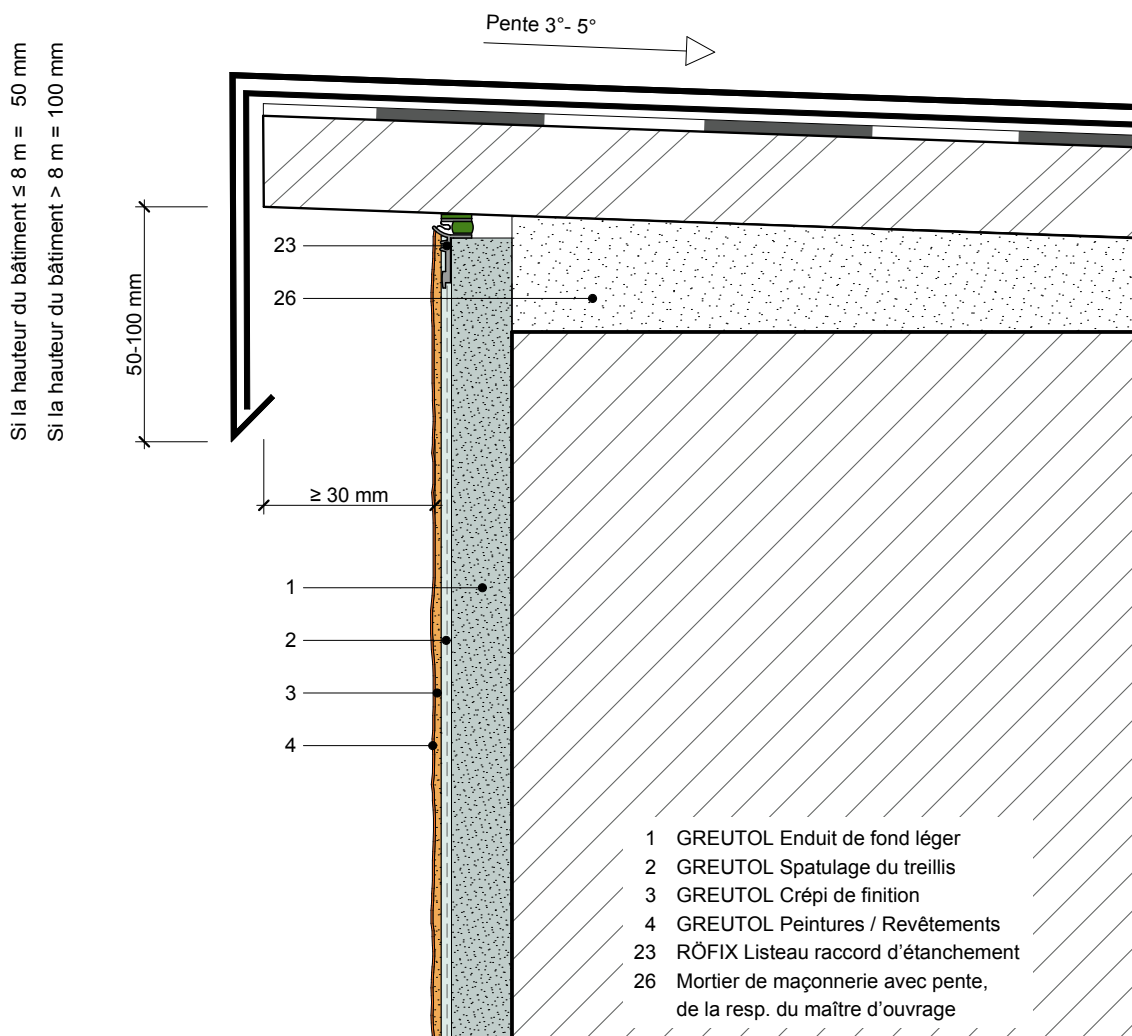 Pente 3°- 5°
Si la hauteur du bâtiment ≤ 8 m = 50 mm
Si la hauteur du bâtiment > 8 m = 100 mm
50-100 mm
23
26
≥ 30 mm
1
2
3
4
1 GREUTOL Enduit de fond léger
2 GREUTOL Spatulage du treillis
3 GREUTOL Crépi de finition
4 GREUTOL Peintures / Revêtements
23 RÖFIX Listeau raccord d’étanchement
26 Mortier de maçonnerie avec pente,
de la resp. du maître d’ouvrage